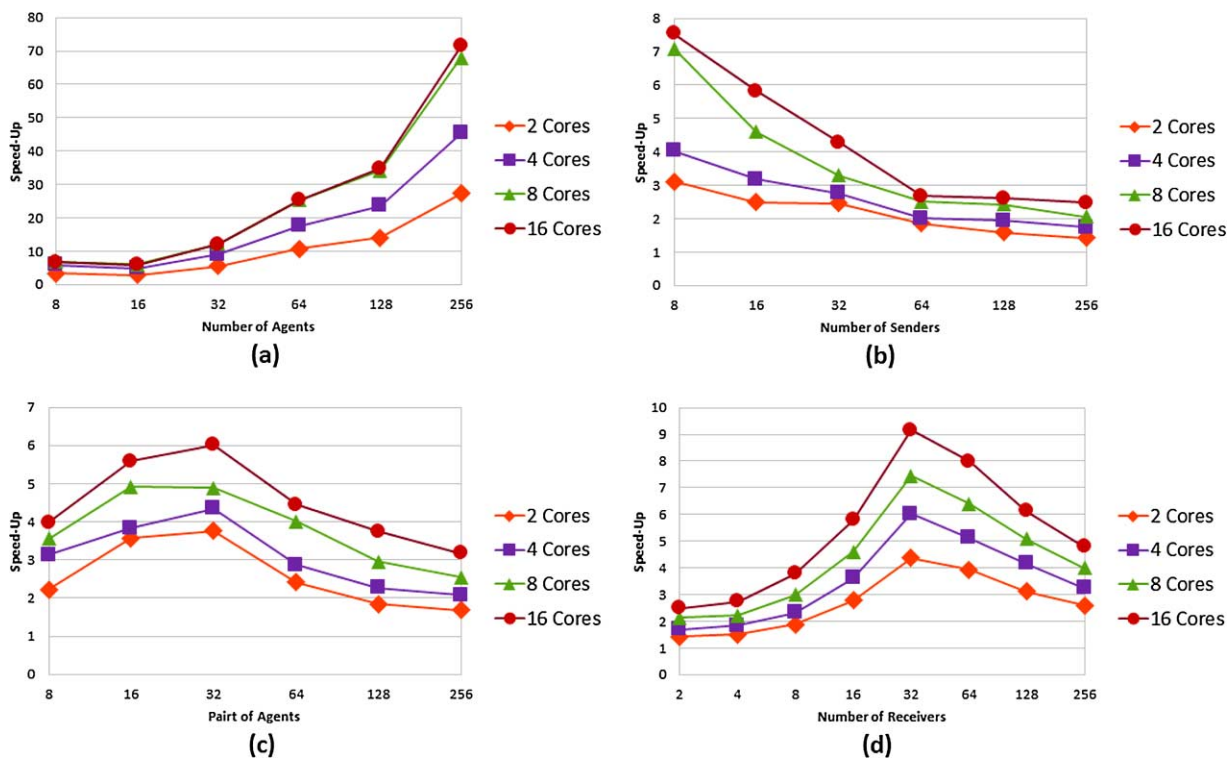 80
70
60
50
40
30
20
10
0
Speed-Up
8 16 32 64 128 256
Number of Agents
2 Cores
4 Cores
8 Cores
16 Cores
(a)
8
7
6
5
4
3
2
1
0
Speed-Up
8 16 32 64 128 256
Number of Senders
2 Cores
4 Cores
8 Cores
16 Cores
(b)
7
6
5
4
3
2
1
0
Speed-Up
8 16 32 64 128 256
Pairt of Agents
2 Cores
4 Cores
8 Cores
16 Cores
(c)
10
9
8
7
6
5
4
3
2
1
0
Speed-Up
2 4 8 16 32 64 128 256
Number of Receivers
2 Cores
4 Cores
8 Cores
16 Cores
(d)